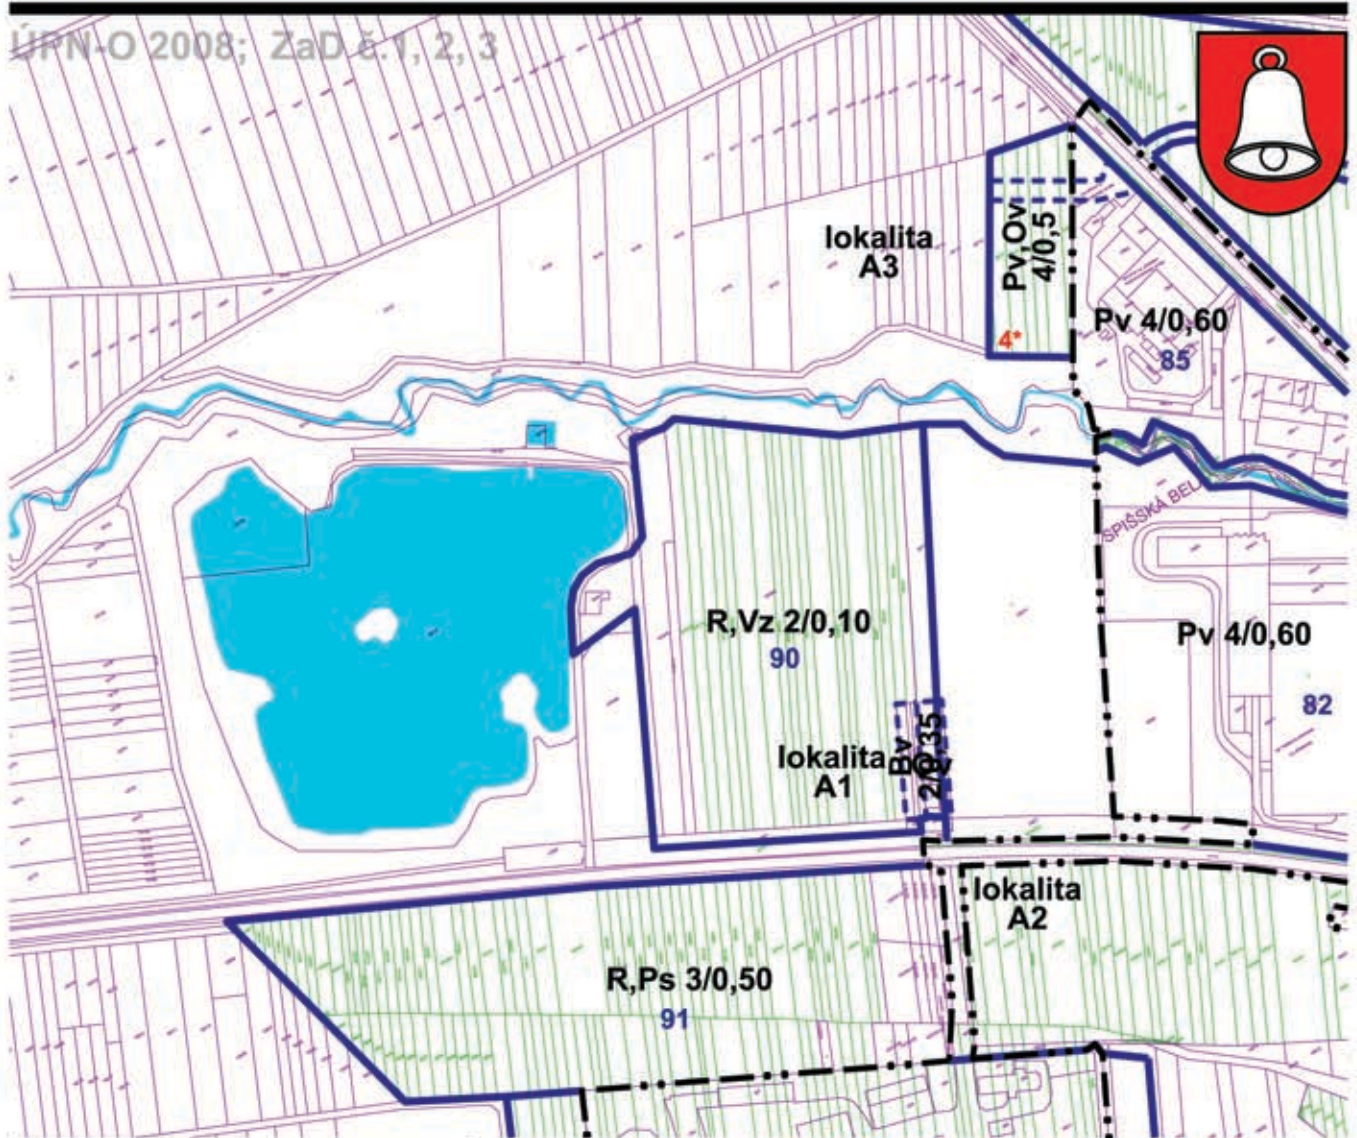 ÚPN-O 2008; ZaD č.1, 2, 3
lokalita
A3
Pv,Ov
4/0,5
4*
Pv 4/0,60
85
SPIŠSKÁ BEL
R,Vz 2/0,10
90
Pv 4/0,60
82
lokalita
A1
Bv
2/0,35
lokalita
A2
R,Ps 3/0,50
91